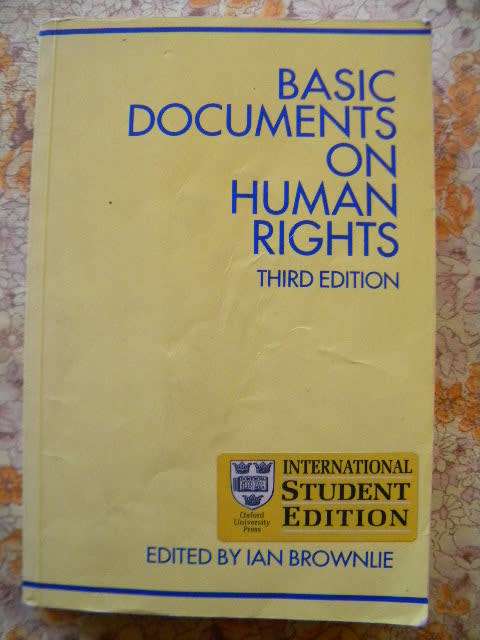 BASIC
DOCUMENTS
ON
HUMAN
RIGHTS
THIRD EDITION
INTERNATIONAL
STUDENT
EDITION
Oxford
University
Press
EDITED BY IAN BROWNLIE